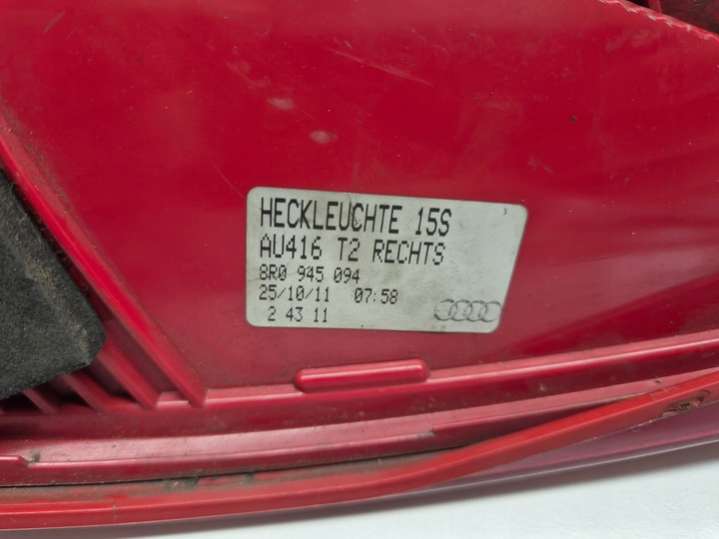 HECKLEUCHTE 15S
AU416 T2 RECHTS
8R0 945 094
25/10/11 07:58
2 43 11